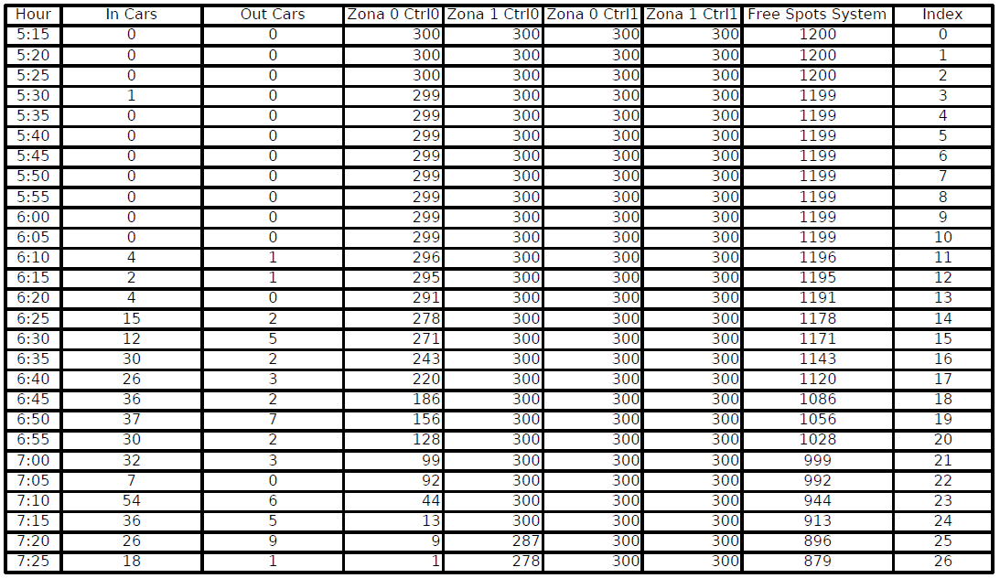 Hour In Cars Out Cars Zona 0 Ctrl0 Zona 1 Ctrl0 Zona 0 Ctrl1 Zona 1 Ctrl1 Free Spots System Index
5:15 0 0 300 300 300 300 1200 0
5:20 0 0 300 300 300 300 1200 1
5:25 0 0 300 300 300 300 1200 2
5:30 1 0 299 300 300 300 1199 3
5:35 0 0 299 300 300 300 1199 4
5:40 0 0 299 300 300 300 1199 5
5:45 0 0 299 300 300 300 1199 6
5:50 0 0 299 300 300 300 1199 7
5:55 0 0 299 300 300 300 1199 8
6:00 0 0 299 300 300 300 1199 9
6:05 0 0 299 300 300 300 1199 10
6:10 4 1 296 300 300 300 1196 11
6:15 2 1 295 300 300 300 1195 12
6:20 4 0 291 300 300 300 1191 13
6:25 15 2 278 300 300 300 1178 14
6:30 12 5 271 300 300 300 1171 15
6:35 30 2 243 300 300 300 1143 16
6:40 26 3 220 300 300 300 1120 17
6:45 36 2 186 300 300 300 1086 18
6:50 37 7 156 300 300 300 1056 19
6:55 30 2 128 300 300 300 1028 20
7:00 32 3 99 300 300 300 999 21
7:05 7 0 92 300 300 300 992 22
7:10 54 6 44 300 300 300 944 23
7:15 36 5 13 300 300 300 913 24
7:20 26 9 9 287 300 300 896 25
7:25 18 1 1 278 300 300 879 26